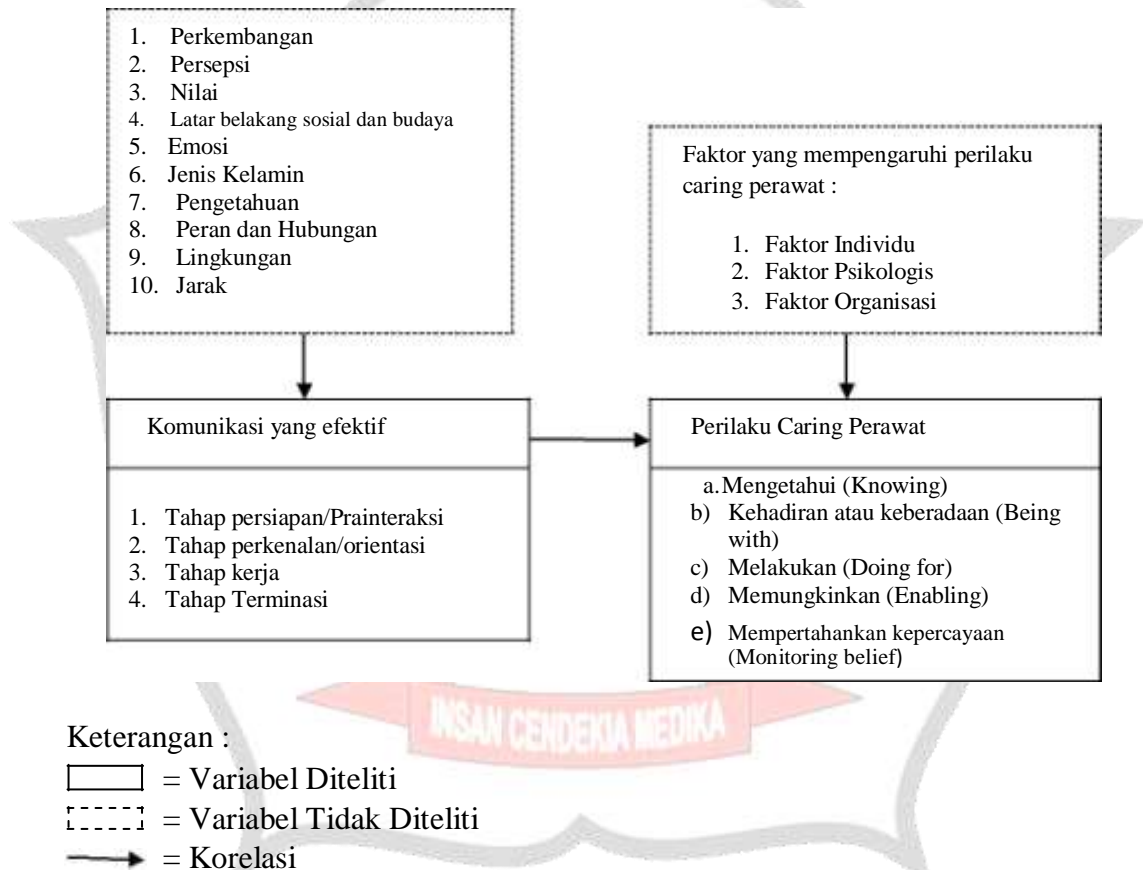 1. Perkembangan
2. Persepsi
3. Nilai
4. Latar belakang sosial dan budaya
5. Emosi
6. Jenis Kelamin
7. Pengetahuan
8. Peran dan Hubungan
9. Lingkungan
10. Jarak
Faktor yang mempengaruhi perilaku
caring perawat :
1. Faktor Individu
2. Faktor Psikologis
3. Faktor Organisasi
Komunikasi yang efektif
1. Tahap persiapan/Prainteraksi
2. Tahap perkenalan/orientasi
3. Tahap kerja
4. Tahap Terminasi
Perilaku Caring Perawat
a.Mengetahui (Knowing)
b) Kehadiran atau keberadaan (Being
with)
c) Melakukan (Doing for)
d) Memungkinkan (Enabling)
e) Mempertahankan kepercayaan
(Monitoring belief)
INSAN CENDEKIA MEDIKA
Keterangan :
= Variabel Diteliti
= Variabel Tidak Diteliti
= Korelasi